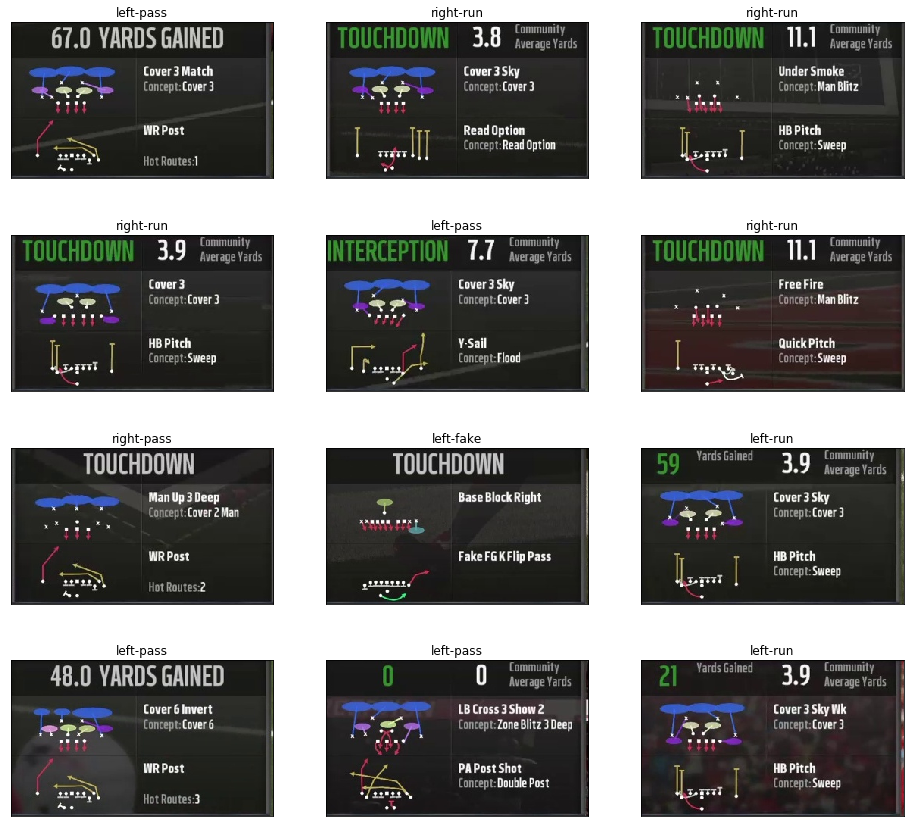 left-pass
67.0 YARDS GAINED
Cover 3 Match
Concept:Cover 3
WR Post
Hot Routes:1
right-run
TOUCHDOWN 3.8 Community
Average Yards
Cover 3 Sky
Concept:Cover 3
Read Option
Concept:Read Option
right-run
TOUCHDOWN 11.1 Community
Average Yards
Under Smoke
Concept:Man Blitz
HB Pitch
Concept:Sweep
right-run
TOUCHDOWN 3.9 Community
Average Yards
Cover 3
Concept:Cover 3
HB Pitch
Concept:Sweep
left-pass
INTERCEPTION 7.7 Community
Average Yards
Cover 3 Sky
Concept:Cover 3
Y-Sail
Concept:Flood
right-run
TOUCHDOWN 11.1 Community
Average Yards
Free Fire
Concept:Man Blitz
Quick Pitch
Concept:Sweep
right-pass
TOUCHDOWN
Man Up 3 Deep
Concept:Cover 2 Man
WR Post
Hot Routes:2
left-fake
TOUCHDOWN
Base Block Right
Fake FG K Flip Pass
left-run
59 Yards Gained 3.9 Community
Average Yards
Cover 3 Sky
Concept:Cover 3
HB Pitch
Concept:Sweep
left-pass
48.0 YARDS GAINED
Cover 6 Invert
Concept:Cover 6
WR Post
Hot Routes:3
left-pass
0 0 Community
Average Yards
LB Cross 3 Show 2
Concept:Zone Blitz 3 Deep
PA Post Shot
Concept:Double Post
left-run
21 Yards Gained 3.9 Community
Average Yards
Cover 3 Sky Wk
Concept:Cover 3
HB Pitch
Concept:Sweep